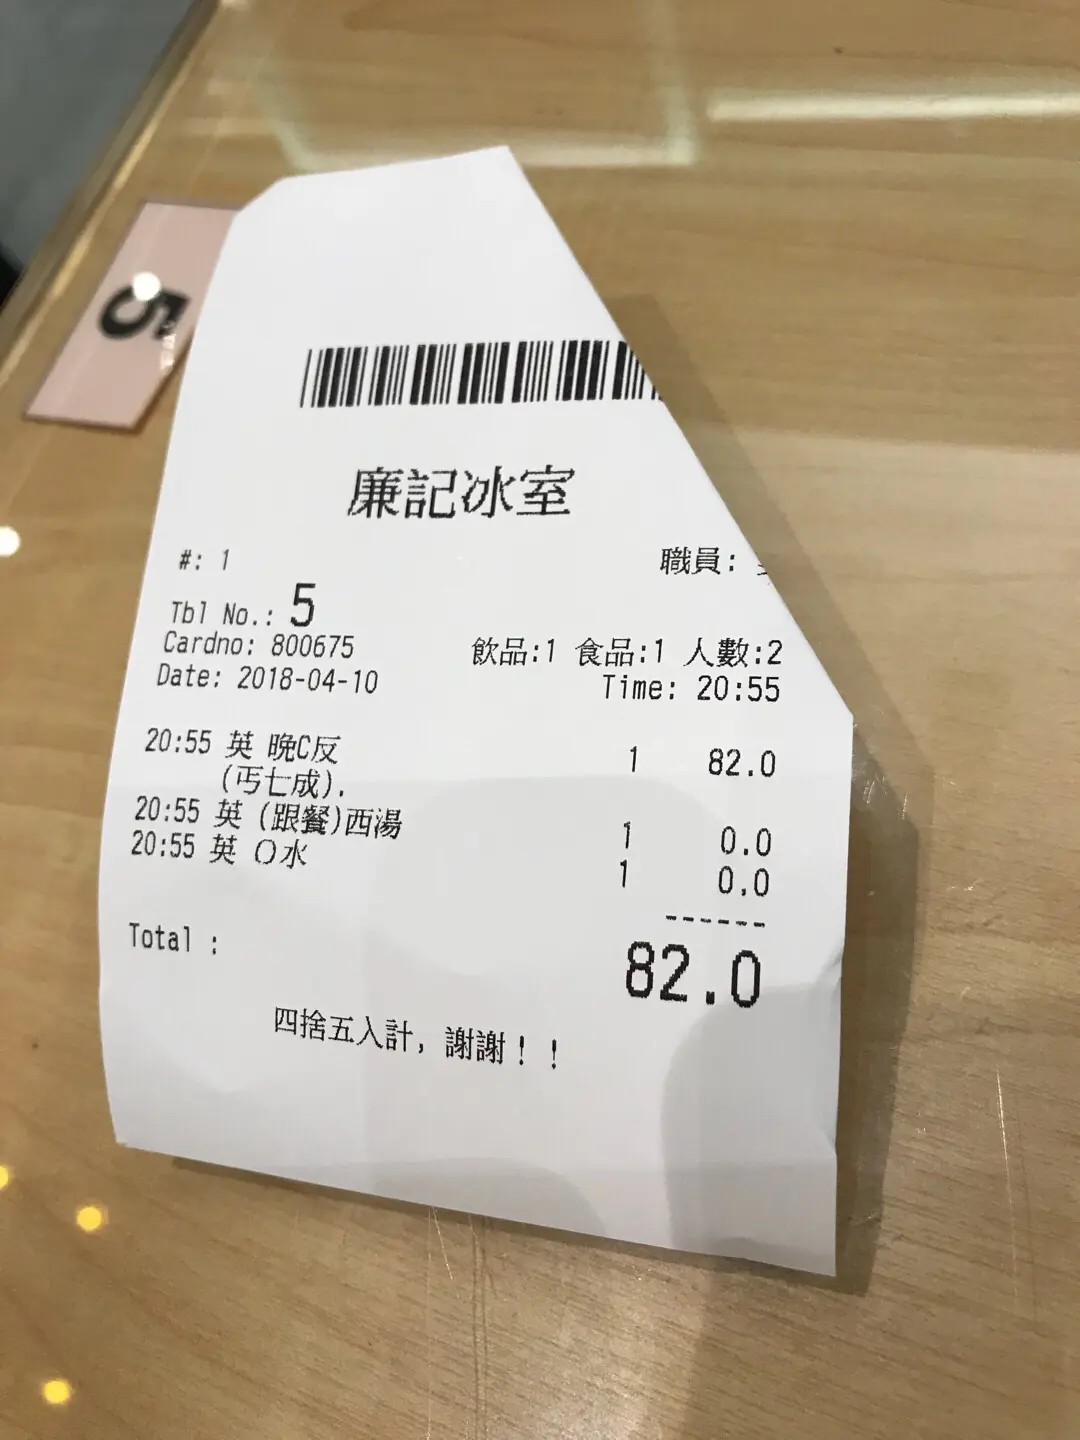 5
廉記冰室
#: 1 職員:
Tbl No.: 5
Cardno: 800675 飲品:1 食品:1 人數:2
Date: 2018-04-10 Time: 20:55
20:55 英 晚C反 1 82.0
(丐七成).
20:55 英 (跟餐)西湯 1 0.0
20:55 英 O水 1 0.0
------
Total : 82.0
四捨五入計, 謝謝!!